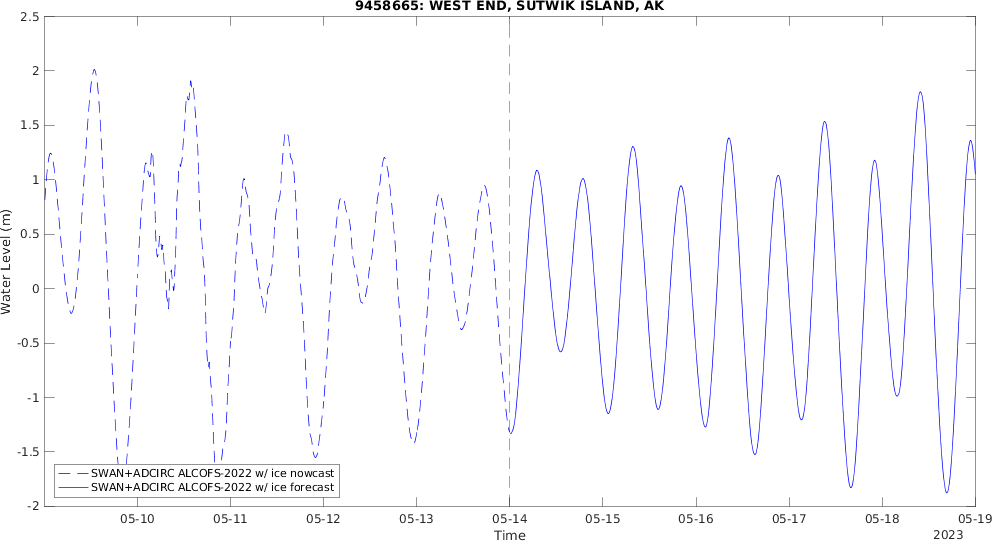 9458665: WEST END, SUTWIK ISLAND, AK
2.5
2
1.5
1
0.5
0
-0.5
-1
-1.5
-2
Water Level (m)
SWAN+ADCIRC ALCOFS-2022 w/ ice nowcast
SWAN+ADCIRC ALCOFS-2022 w/ ice forecast
05-10 05-11 05-12 05-13 05-14 05-15 05-16 05-17 05-18 05-19
Time
2023